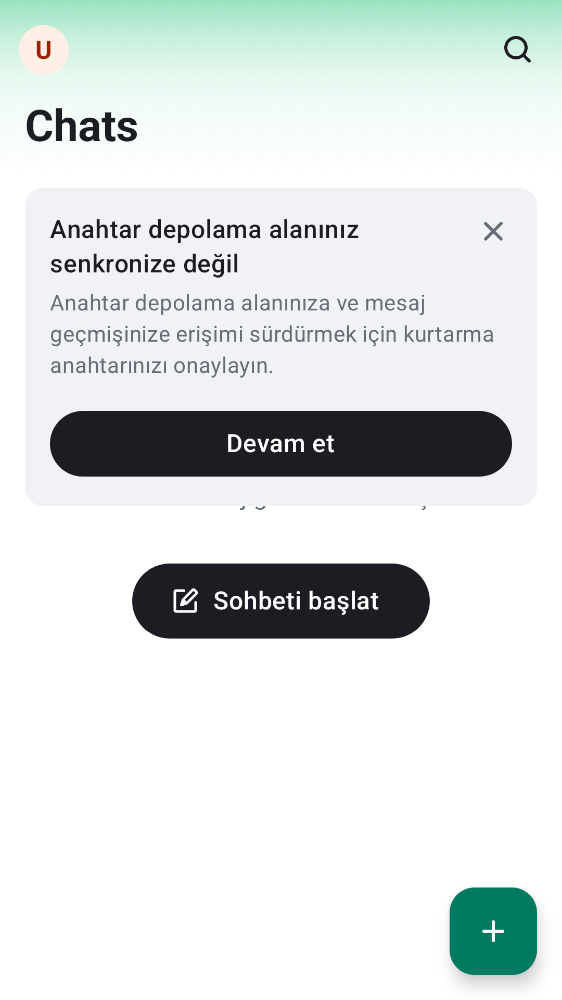 U
Chats
Anahtar depolama alanınız
senkronize değil
Anahtar depolama alanınıza ve mesaj
geçmişinize erişimi sürdürmek için kurtarma
anahtarınızı onaylayın.
Devam et
Sohbeti başlat